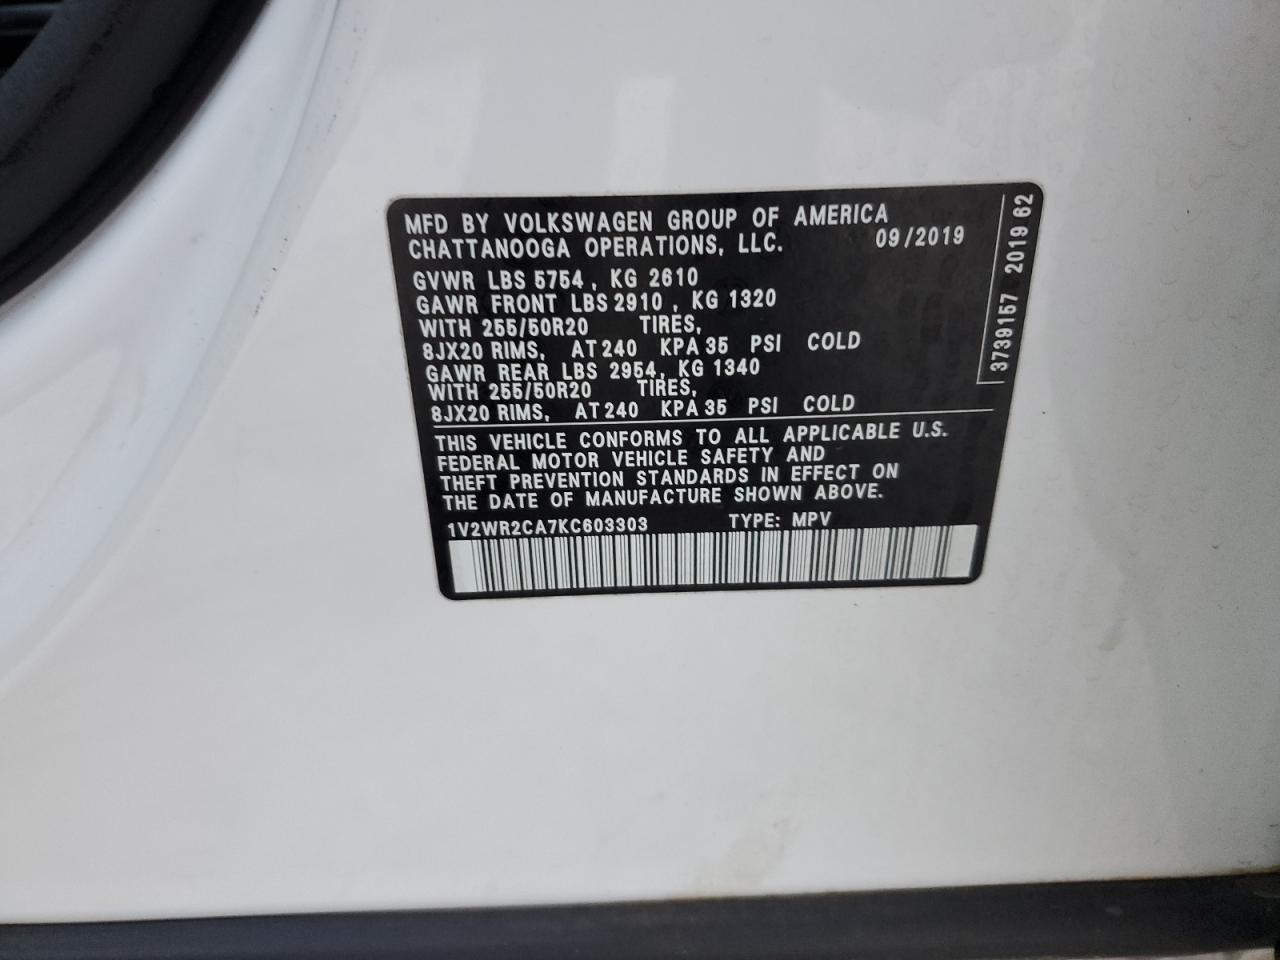 MFD BY VOLKSWAGEN GROUP OF AMERICA
CHATTANOOGA OPERATIONS, LLC. 09/2019
GVWR LBS 5754, KG 2610
GAWR FRONT LBS 2910, KG 1320
WITH 255/50R20 TIRES,
8JX20 RIMS, AT 240 KPA 35 PSI COLD
GAWR REAR LBS 2954, KG 1340
WITH 255/50R20 TIRES,
8JX20 RIMS, AT 240 KPA 35 PSI COLD
THIS VEHICLE CONFORMS TO ALL APPLICABLE U.S.
FEDERAL MOTOR VEHICLE SAFETY AND
THEFT PREVENTION STANDARDS IN EFFECT ON
THE DATE OF MANUFACTURE SHOWN ABOVE.
1V2WR2CA7KC603303 TYPE: MPV
3739157 2019 62